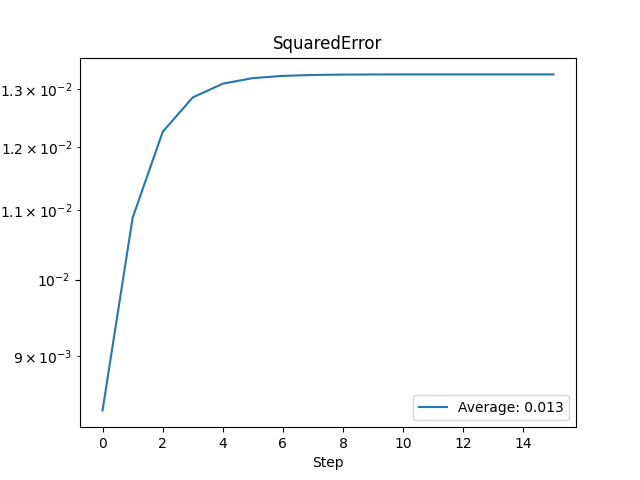 SquaredError
1.3 × 10⁻²
1.2 × 10⁻²
1.1 × 10⁻²
10⁻²
9 × 10⁻³
Average: 0.013
0 2 4 6 8 10 12 14
Step